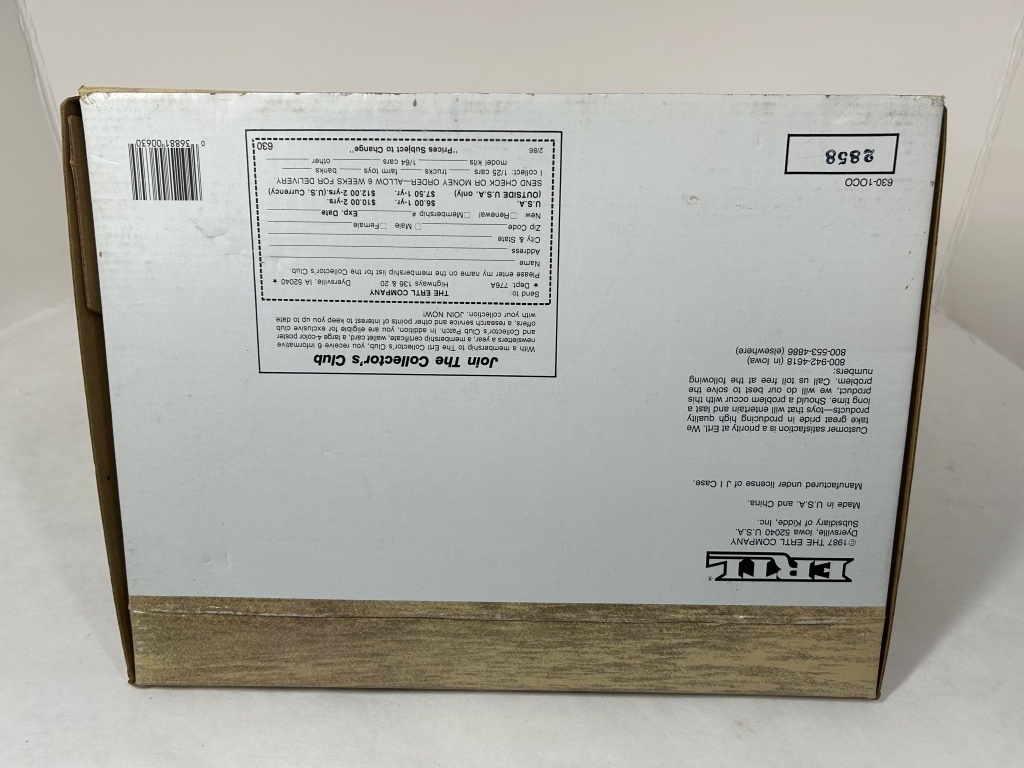 ERTL®
©1987 THE ERTL COMPANY
Dyersville, Iowa 52040 U.S.A.
Subsidiary of Kidde, Inc.
Made in U.S.A. and China.
Manufactured under license of J I Case.
Customer satisfaction is a priority at Ertl. We
take great pride in producing high quality
products—toys that will entertain and last a
long time. Should a problem occur with this
product, we will do our best to solve the
problem. Call us toll free at the following
numbers:
800-942-4618 (in Iowa)
800-553-4886 (elsewhere)
Join The Collector's Club
With a membership to The Ertl Collector's Club, you receive 6 informative
newsletters a year, a membership certificate, wallet card, a large 4-color poster
and Collector's Club Patch. In addition, you are eligible for exclusive club
offers, a research service and other points of interest to keep you up to date
with your collection. JOIN NOW!
Send to: THE ERTL COMPANY
★ Dept. 776A Highways 136 & 20 Dyersville, IA 52040 ★
Please enter my name on the membership list for the Collector's Club.
Name
Address
City & State
Zip Code Male Female
New Renewal Membership # Exp. Date
U.S.A. $6.00 1-yr. $10.00 2-yrs.
(OUTSIDE U.S.A. only) $7.50 1-yr. $12.00 2-yrs. (U.S. Currency)
SEND CHECK OR MONEY ORDER—ALLOW 6 WEEKS FOR DELIVERY
I collect: 1/25 cars trucks farm toys banks
model kits 1/64 cars other
2/86 "Prices Subject to Change" 630
630-1OCO
2858
0 36881 00630